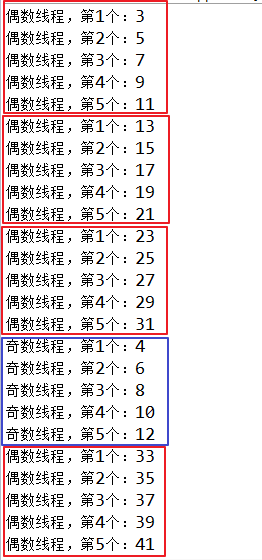 偶数线程，第1个：3
偶数线程，第2个：5
偶数线程，第3个：7
偶数线程，第4个：9
偶数线程，第5个：11
偶数线程，第1个：13
偶数线程，第2个：15
偶数线程，第3个：17
偶数线程，第4个：19
偶数线程，第5个：21
偶数线程，第1个：23
偶数线程，第2个：25
偶数线程，第3个：27
偶数线程，第4个：29
偶数线程，第5个：31
奇数线程，第1个：4
奇数线程，第2个：6
奇数线程，第3个：8
奇数线程，第4个：10
奇数线程，第5个：12
偶数线程，第1个：33
偶数线程，第2个：35
偶数线程，第3个：37
偶数线程，第4个：39
偶数线程，第5个：41